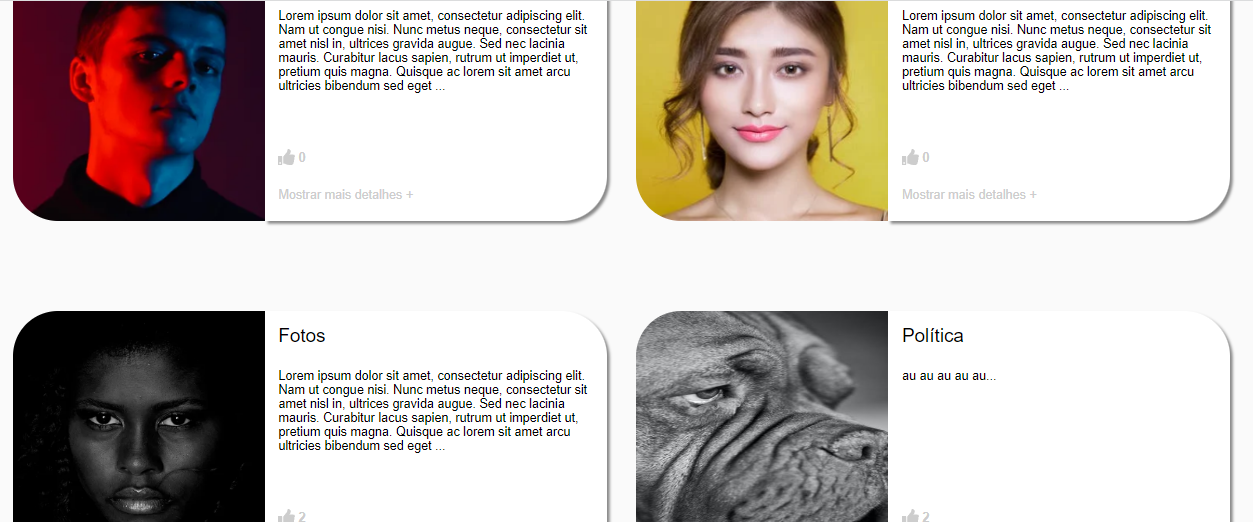 Lorem ipsum dolor sit amet, consectetur adipiscing elit.
Nam ut congue nisi. Nunc metus neque, consectetur sit
amet nisl in, ultrices gravida augue. Sed nec lacinia
mauris. Curabitur lacus sapien, rutrum ut imperdiet ut,
pretium quis magna. Quisque ac lorem sit amet arcu
ultricies bibendum sed eget ...
0
Mostrar mais detalhes +
Lorem ipsum dolor sit amet, consectetur adipiscing elit.
Nam ut congue nisi. Nunc metus neque, consectetur sit
amet nisl in, ultrices gravida augue. Sed nec lacinia
mauris. Curabitur lacus sapien, rutrum ut imperdiet ut,
pretium quis magna. Quisque ac lorem sit amet arcu
ultricies bibendum sed eget ...
0
Mostrar mais detalhes +
Fotos
Lorem ipsum dolor sit amet, consectetur adipiscing elit.
Nam ut congue nisi. Nunc metus neque, consectetur sit
amet nisl in, ultrices gravida augue. Sed nec lacinia
mauris. Curabitur lacus sapien, rutrum ut imperdiet ut,
pretium quis magna. Quisque ac lorem sit amet arcu
ultricies bibendum sed eget ...
2
Política
au au au au au...
2